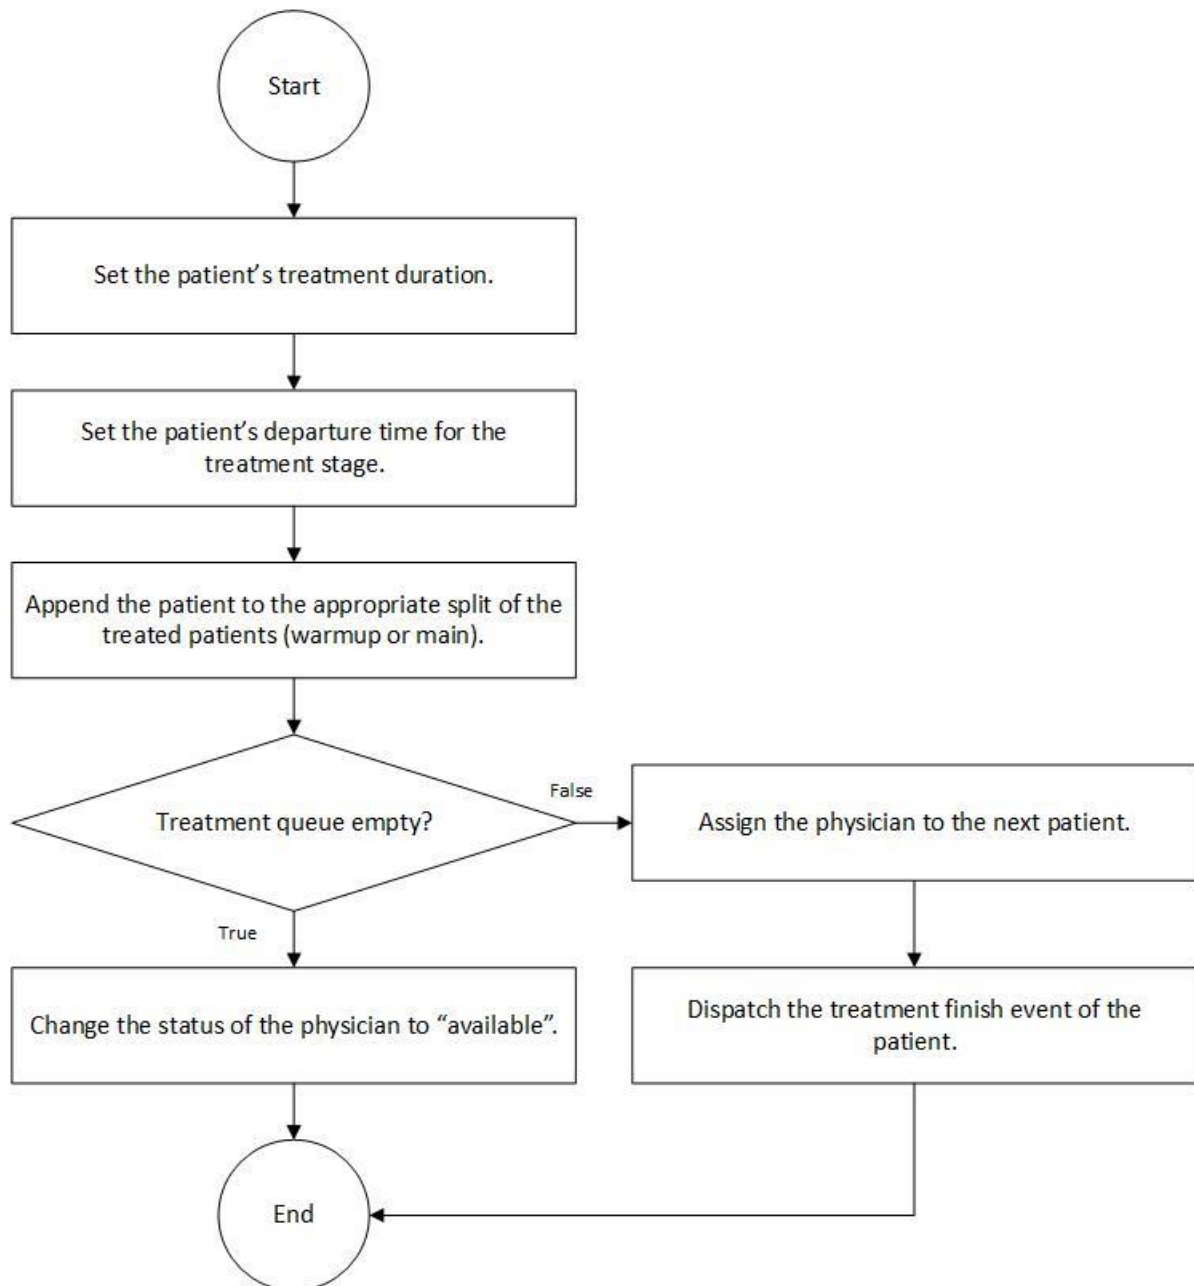 Start
Set the patient’s treatment duration.
Set the patient’s departure time for the
treatment stage.
Append the patient to the appropriate split of the
treated patients (warmup or main).
Treatment queue empty?
False
Assign the physician to the next patient.
True
Change the status of the physician to “available”.
Dispatch the treatment finish event of the
patient.
End